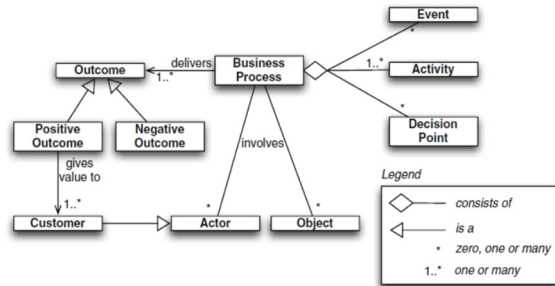 Event
*
delivers
Business
Process
Outcome
1..*
1..*
Activity
*
Decision
Point
Positive
Outcome
Negative
Outcome
involves
gives
value to
1..*
*
*
Customer
Actor
Object
Legend
consists of
is a
* zero, one or many
1..* one or many